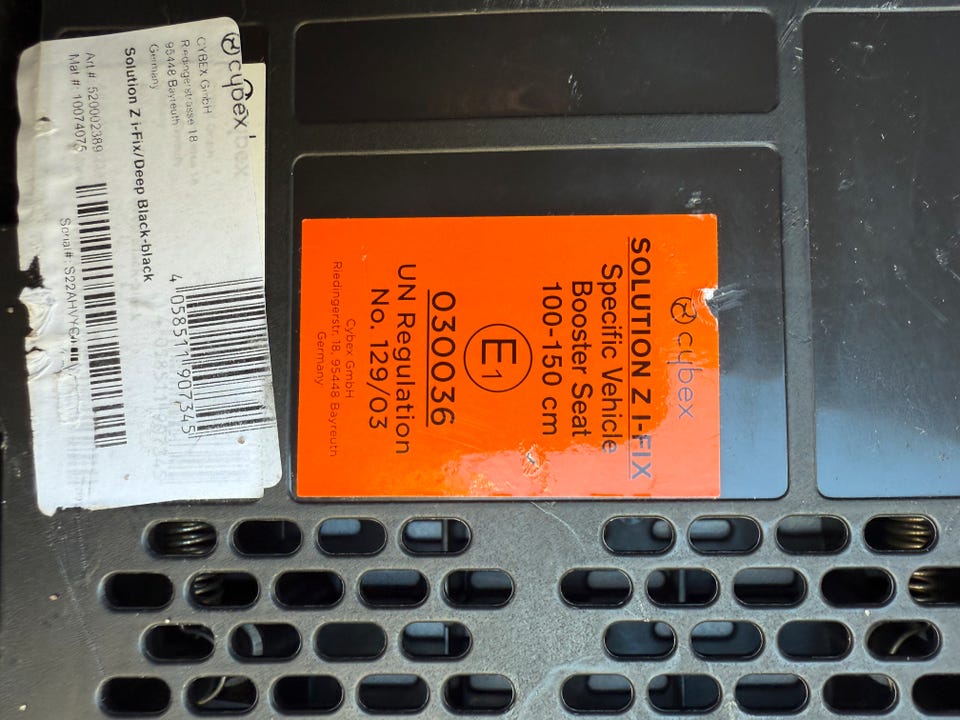 cybex
CYBEX GmbH
Riedingerstrasse 18
95448 Bayreuth
Germany
Solution Z i-Fix/Deep Black-black
4 058511 907345
Art # 520002389
Mat # 10074075
Serial#:
cybex
SOLUTION Z I-FIX
Specific Vehicle
Booster Seat
100-150 cm
E1
030036
UN Regulation
No. 129/03
Cybex GmbH
Riedingerstr. 18, 95448 Bayreuth
Germany